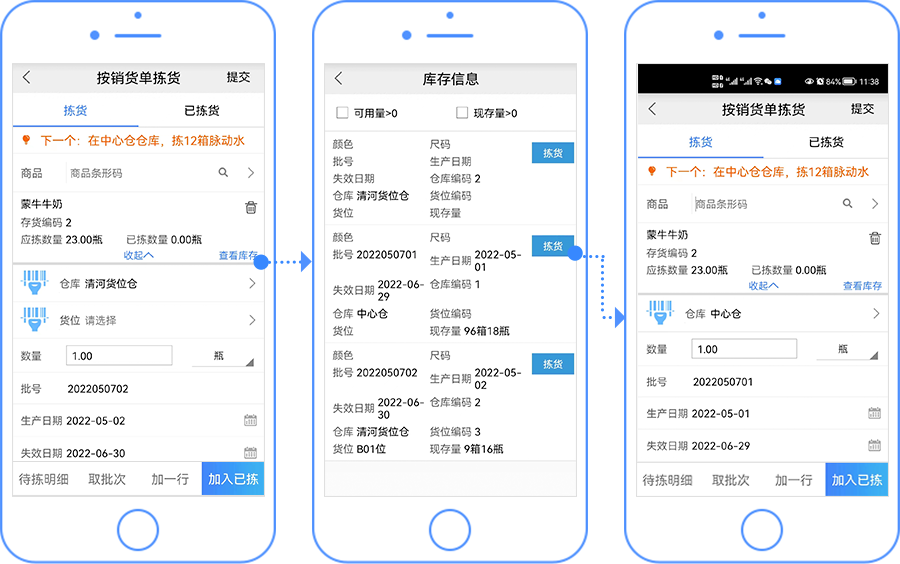 按销货单拣货 提交
拣货 已拣货
下一个：在中心仓仓库，拣12箱脉动水
商品 商品条形码
蒙牛牛奶
存货编码 2
应拣数量 23.00瓶 已拣数量 0.00瓶
收起 查看库存
仓库 清河货位仓
货位 请选择
数量 1.00 瓶
批号 2022050702
生产日期 2022-05-02
失效日期 2022-06-30
待拣明细 取批次 加一行 加入已拣
库存信息
可用量>0 现存量>0
颜色 尺码
批号 生产日期 拣货
失效日期 仓库编码 2
仓库 清河货位仓 货位编码
货位 现存量
颜色 尺码
批号 2022050701 生产日期 2022-05-01 拣货
失效日期 2022-06-29 仓库编码 1
仓库 中心仓 货位编码
货位 现存量 96箱18瓶
颜色 尺码
批号 2022050702 生产日期 2022-05-02 拣货
失效日期 2022-06-30 仓库编码 2
仓库 清河货位仓 货位编码 3
货位 B01位 现存量 9箱16瓶
84% 11:38
按销货单拣货 提交
拣货 已拣货
下一个：在中心仓仓库，拣12箱脉动水
商品 商品条形码
蒙牛牛奶
存货编码 2
应拣数量 23.00瓶 已拣数量 0.00瓶
收起 查看库存
仓库 中心仓
数量 1.00 瓶
批号 2022050701
生产日期 2022-05-01
失效日期 2022-06-29
待拣明细 取批次 加一行 加入已拣